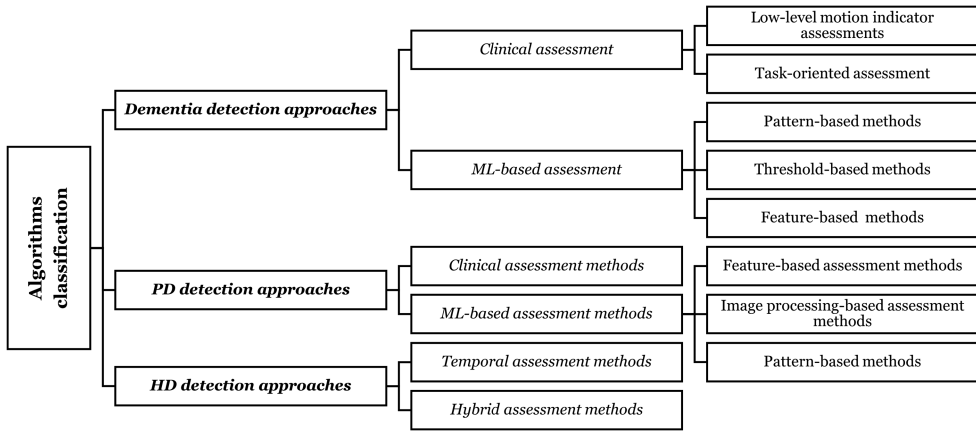 Algorithms
classification
Dementia detection approaches
Clinical assessment
Low-level motion indicator
assessments
Task-oriented assessment
ML-based assessment
Pattern-based methods
Threshold-based methods
Feature-based methods
PD detection approaches
Clinical assessment methods
ML-based assessment methods
Feature-based assessment methods
Image processing-based assessment
methods
Pattern-based methods
HD detection approaches
Temporal assessment methods
Hybrid assessment methods